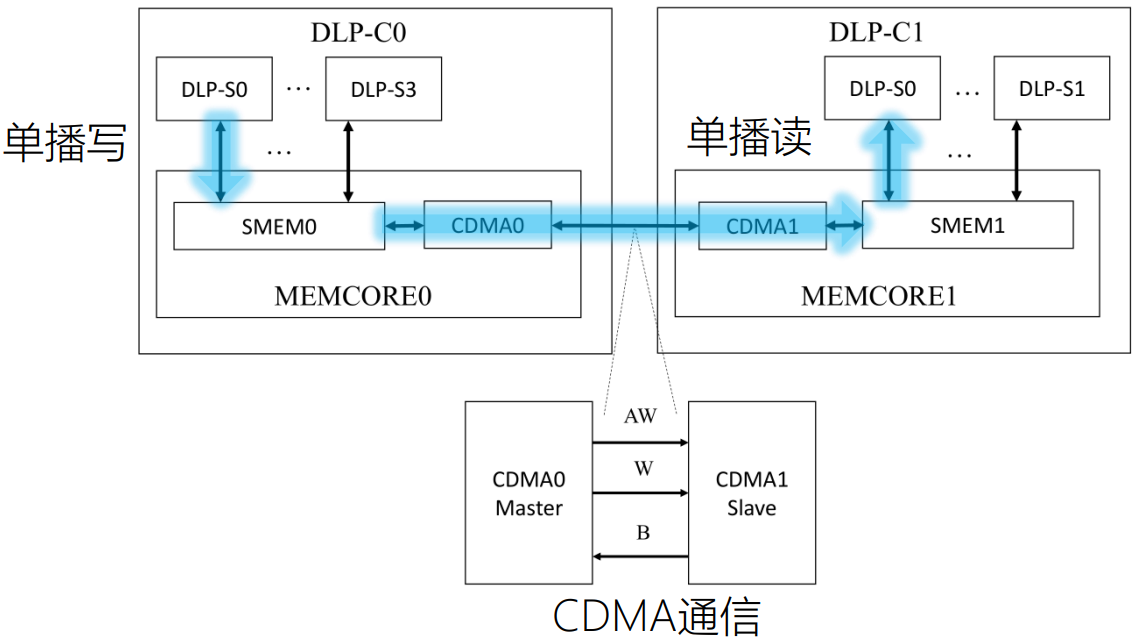 DLP-C0
DLP-C1
DLP-S0
…
DLP-S3
DLP-S0
…
DLP-S1
单播写
…
单播读
…
SMEM0
CDMA0
CDMA1
SMEM1
MEMCORE0
MEMCORE1
AW
CDMA0
Master
W
CDMA1
Slave
B
CDMA通信